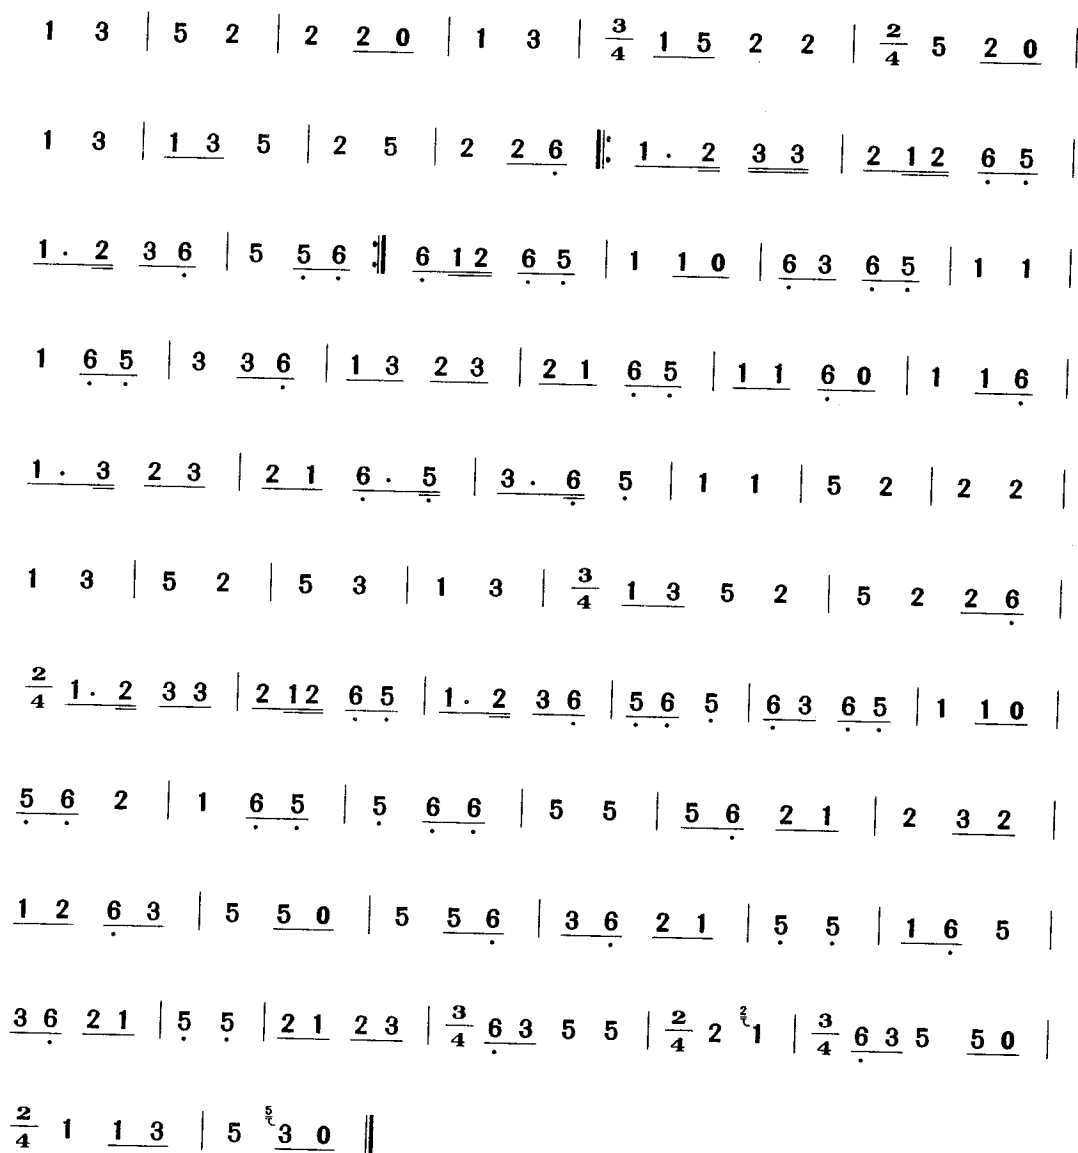 1 3 | 5 2 | 2 2 0 | 1 3 | 3/4 1 5 2 2 | 2/4 5 2 0 |
1 3 | 1 3 5 | 2 5 | 2 2 6̣ ‖: 1 . 2 3 3 | 2 1 2 6̣ 5̣ |
1 . 2 3 6̣ | 5 5̣ 6̣ :‖ 6̣ 1 2 6̣ 5̣ | 1 1 0 | 6̣ 3 6̣ 5̣ | 1 1 |
1 6̣ 5̣ | 3 3 6̣ | 1 3 2 3 | 2 1 6̣ 5̣ | 1 1 6̣ 0 | 1 1 6̣ |
1 . 3 2 3 | 2 1 6̣ . 5̣ | 3 . 6̣ 5̣ | 1 1 | 5 2 | 2 2 |
1 3 | 5 2 | 5 3 | 1 3 | 3/4 1 3 5 2 | 5 2 2 6̣ |
2/4 1 . 2 3 3 | 2 1 2 6̣ 5̣ | 1 . 2 3 6̣ | 5̣ 6̣ 5̣ | 6̣ 3 6̣ 5̣ | 1 1 0 |
5̣ 6̣ 2 | 1 6̣ 5̣ | 5̣ 6̣ 6̣ | 5 5 | 5 6̣ 2 1 | 2 3 2 |
1 2 6̣ 3 | 5 5 0 | 5 5 6̣ | 3 6̣ 2 1 | 5̣ 5̣ | 1 6̣ 5 |
3 6̣ 2 1 | 5̣ 5̣ | 2 1 2 3 | 3/4 6̣ 3 5 5 | 2/4 2 2 1 | 3/4 6̣ 3 5 5 0 |
2/4 1 1 3 | 5 5 3 0 ‖